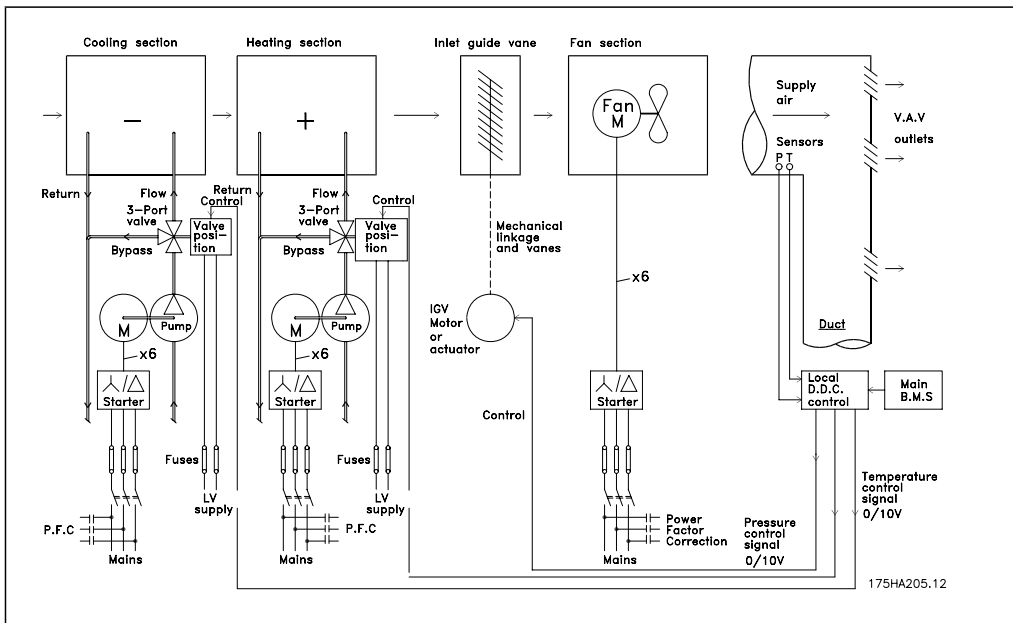 Cooling section
Heating section
Inlet guide vane
Fan section
−
+
Fan
M
Supply
air
Sensors
P T
V.A.V
outlets
Return
Flow
3-Port
valve
Bypass
Control
Valve
posi-
tion
Return
Flow
3-Port
valve
Bypass
Control
Valve
posi-
tion
Mechanical
linkage
and vanes
x6
M
Pump
x6
Starter
M
Pump
x6
Starter
IGV
Motor
or
actuator
Control
Starter
Duct
Local
D.D.C.
control
Main
B.M.S
Fuses
LV
supply
P.F.C
Mains
Fuses
LV
supply
P.F.C
Mains
Power
Factor
Correction
Mains
Pressure
control
signal
0/10V
Temperature
control
signal
0/10V
175HA205.12